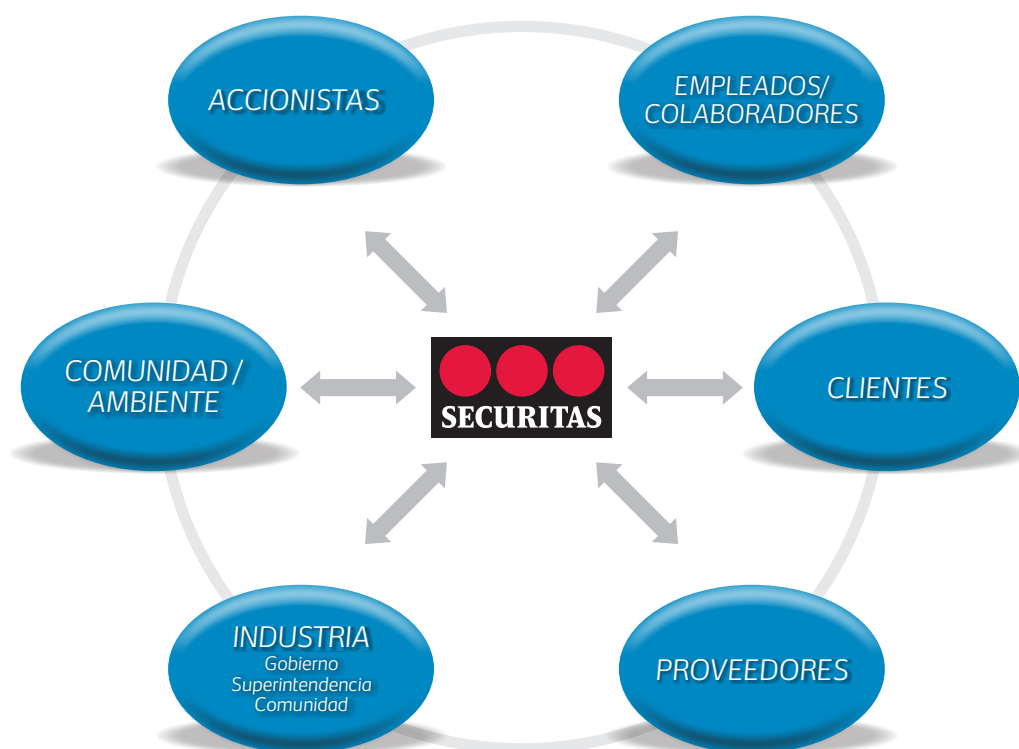 ACCIONISTAS
EMPLEADOS/
COLABORADORES
COMUNIDAD /
AMBIENTE
SECURITAS
CLIENTES
INDUSTRIA
Gobierno
Superintendencia
Comunidad
PROVEEDORES